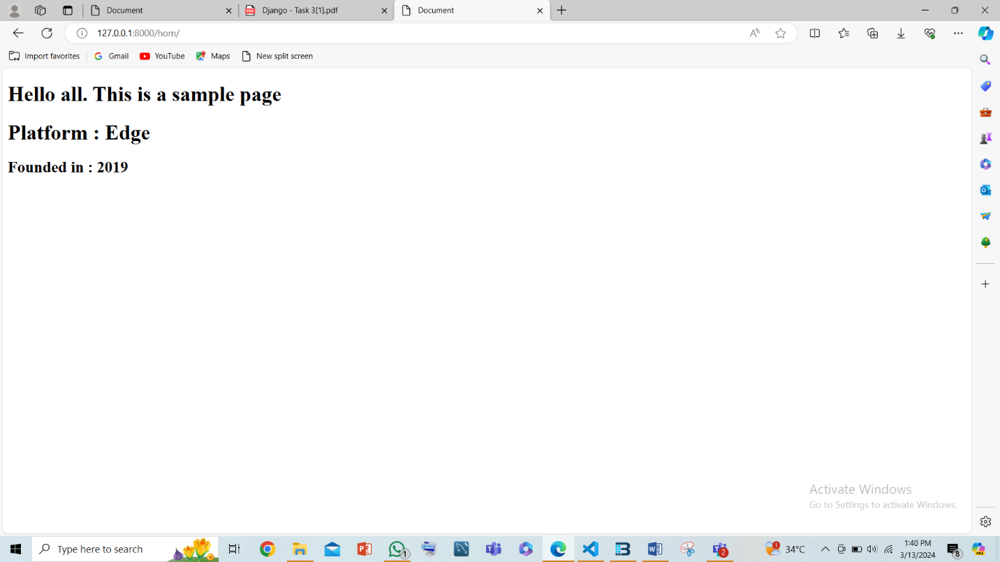 Document
Django - Task 3[1].pdf
Document
127.0.0.1:8000/hom/
Import favorites
Gmail
YouTube
Maps
New split screen
Hello all. This is a sample page
Platform : Edge
Founded in : 2019
Activate Windows
Go to Settings to activate Windows.
Type here to search
1
2
1
34°C
1:40 PM
3/13/2024
8
PRE